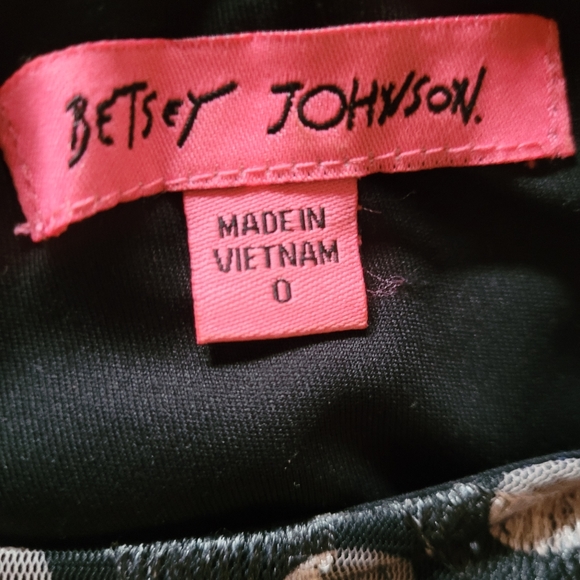 BETSEY JOHNSON.
MADE IN
VIETNAM
0